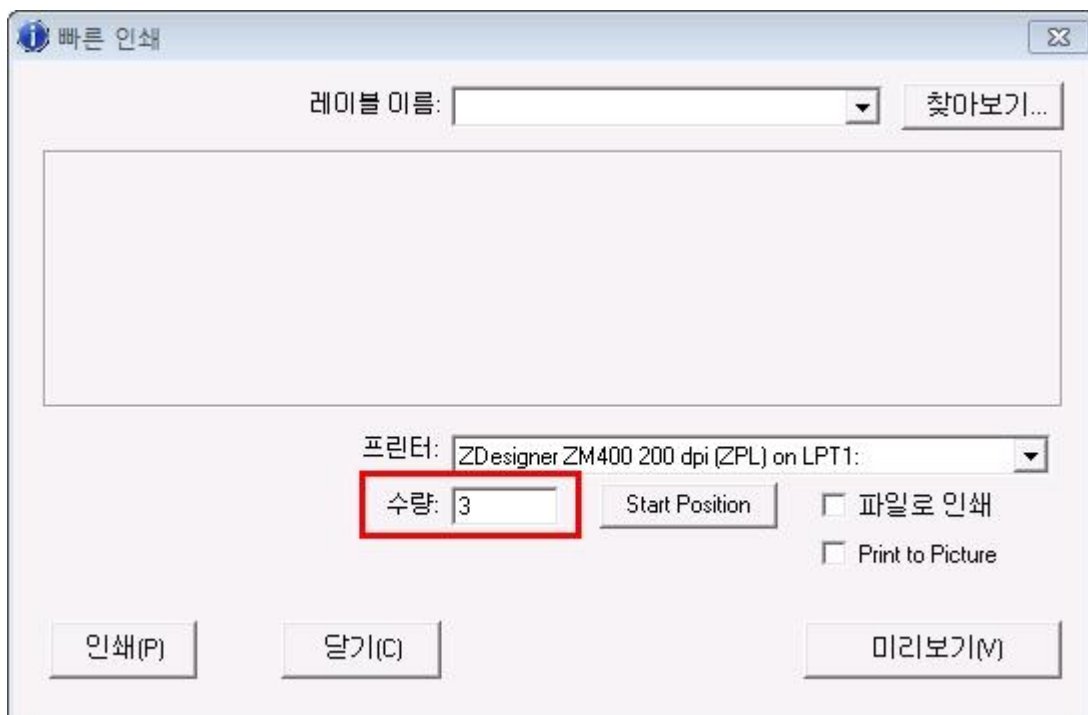 빠른 인쇄
레이블 이름: 찾아보기...
프린터: ZDesigner ZM400 200 dpi (ZPL) on LPT1:
수량: 3 Start Position 파일로 인쇄
Print to Picture
인쇄(P) 닫기(C) 미리보기(V)